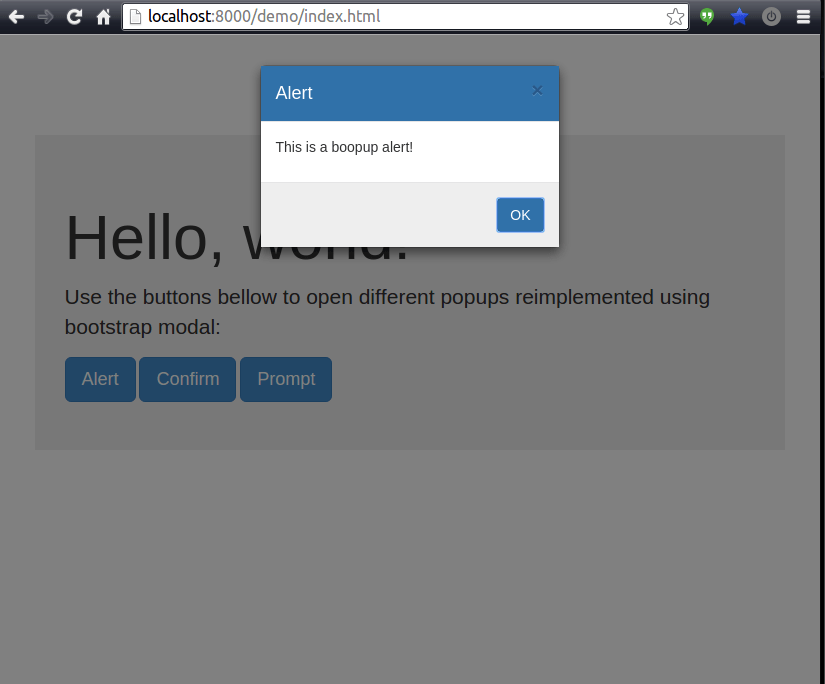 localhost:8000/demo/index.html
Alert
×
This is a boopup alert!
OK
Hello, world!
Use the buttons bellow to open different popups reimplemented using
bootstrap modal:
Alert Confirm Prompt